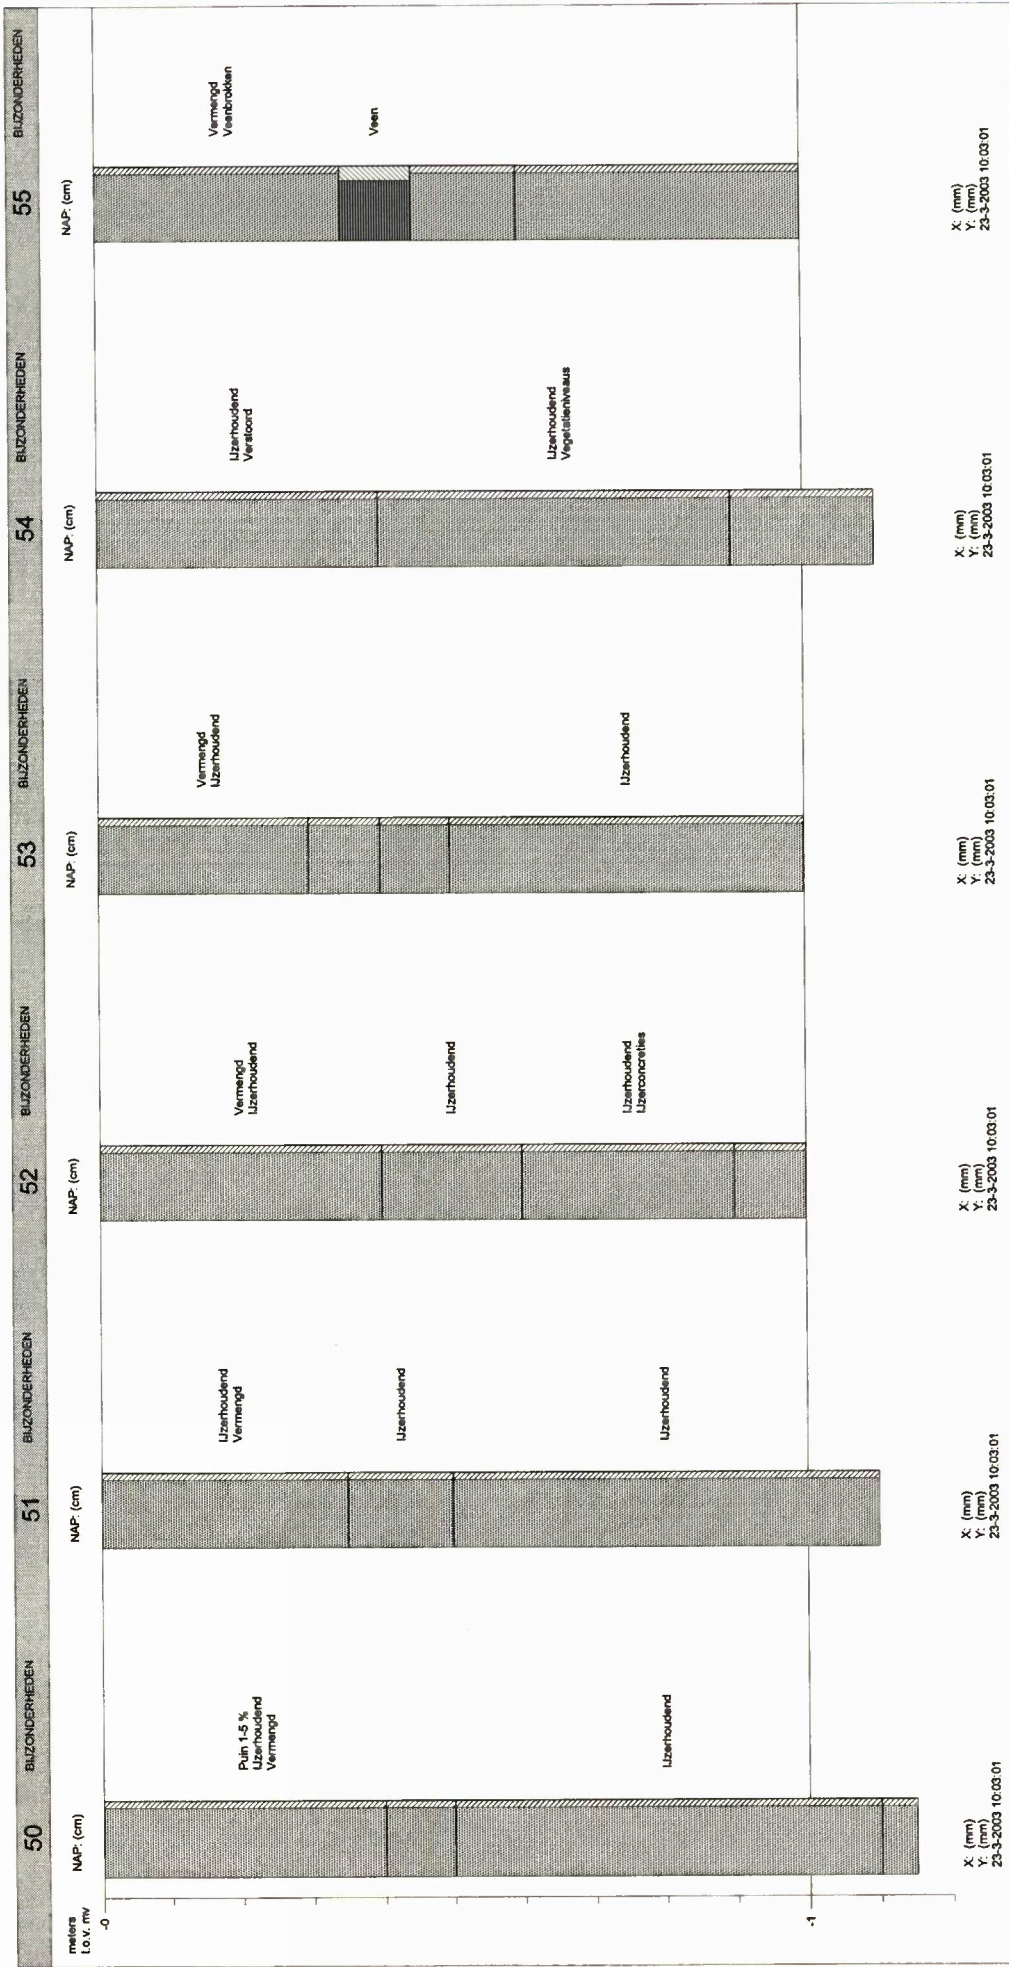 50
BIJZONDERHEDEN
51
BIJZONDERHEDEN
52
BIJZONDERHEDEN
53
BIJZONDERHEDEN
54
BIJZONDERHEDEN
55
BIJZONDERHEDEN
meters
t.o.v. mv
-0
-1
NAP: (cm)
Puin 1-5 %
IJzerhoudend
Vermengd
IJzerhoudend
X: (mm)
Y: (mm)
23-3-2003 10:03:01
NAP: (cm)
IJzerhoudend
Vermengd
IJzerhoudend
IJzerhoudend
X: (mm)
Y: (mm)
23-3-2003 10:03:01
NAP: (cm)
Vermengd
IJzerhoudend
IJzerhoudend
IJzerhoudend
IJzerconcreties
X: (mm)
Y: (mm)
23-3-2003 10:03:01
NAP: (cm)
Vermengd
IJzerhoudend
IJzerhoudend
X: (mm)
Y: (mm)
23-3-2003 10:03:01
NAP: (cm)
IJzerhoudend
Verstoord
IJzerhoudend
Vegetatieniveaus
X: (mm)
Y: (mm)
23-3-2003 10:03:01
NAP: (cm)
Vermengd
Veenbrokken
Veen
X: (mm)
Y: (mm)
23-3-2003 10:03:01